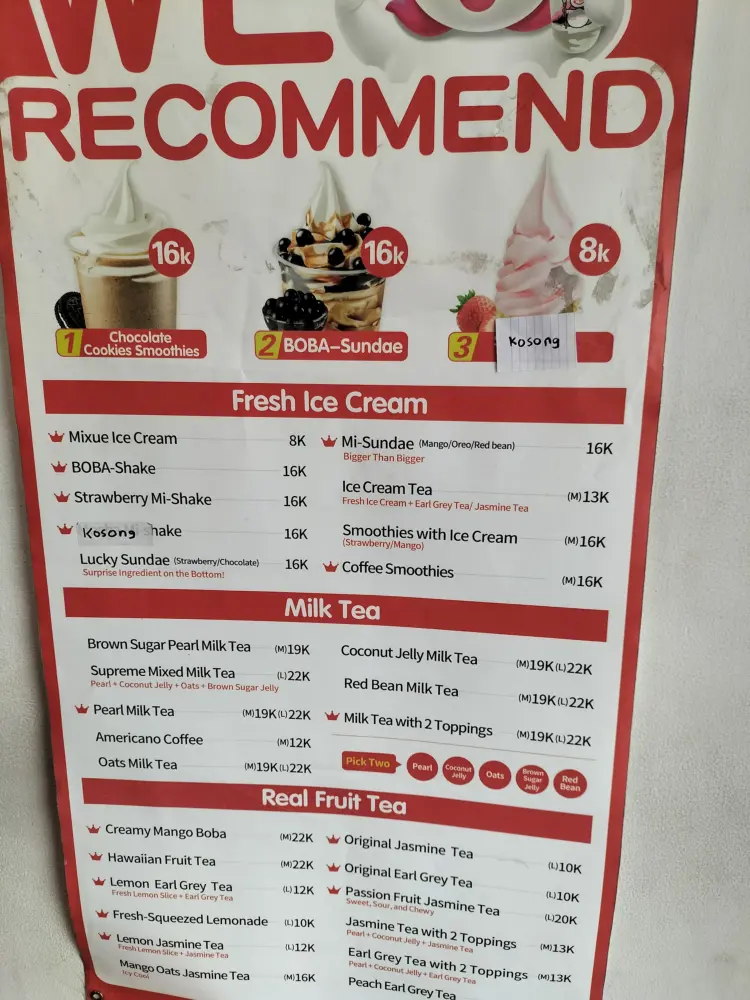 WE
RECOMMEND
16k
16k
8k
1 Chocolate
Cookies Smoothies
2 BOBA-Sundae
3 Kosong
Fresh Ice Cream
Mixue Ice Cream 8K
BOBA-Shake 16K
Strawberry Mi-Shake 16K
Kosong shake 16K
Lucky Sundae (Strawberry/Chocolate) 16K
Surprise Ingredient on the Bottom!
Mi-Sundae (Mango/Oreo/Red bean) 16K
Bigger Than Bigger
Ice Cream Tea (M)13K
Fresh Ice Cream + Earl Grey Tea/ Jasmine Tea
Smoothies with Ice Cream (M)16K
(Strawberry/Mango)
Coffee Smoothies (M)16K
Milk Tea
Brown Sugar Pearl Milk Tea (M)19K
Supreme Mixed Milk Tea (L)22K
Pearl + Coconut Jelly + Oats + Brown Sugar Jelly
Pearl Milk Tea (M)19K(L)22K
Americano Coffee (M)12K
Oats Milk Tea (M)19K(L)22K
Coconut Jelly Milk Tea (M)19K(L)22K
Red Bean Milk Tea (M)19K(L)22K
Milk Tea with 2 Toppings (M)19K(L)22K
Pick Two
Pearl
Coconut
Jelly
Oats
Brown
Sugar
Jelly
Red
Bean
Real Fruit Tea
Creamy Mango Boba (M)22K
Hawaiian Fruit Tea (M)22K
Lemon Earl Grey Tea (L)12K
Fresh Lemon Slice + Earl Grey Tea
Fresh-Squeezed Lemonade (L)10K
Lemon Jasmine Tea (L)12K
Fresh Lemon Slice + Jasmine Tea
Mango Oats Jasmine Tea (M)16K
Icy Cool
Original Jasmine Tea (L)10K
Original Earl Grey Tea (L)10K
Passion Fruit Jasmine Tea (L)20K
Sweet, Sour, and Chewy
Jasmine Tea with 2 Toppings (M)13K
Pearl + Coconut Jelly + Jasmine Tea
Earl Grey Tea with 2 Toppings (M)13K
Pearl + Coconut Jelly + Earl Grey Tea
Peach Earl Grey Tea